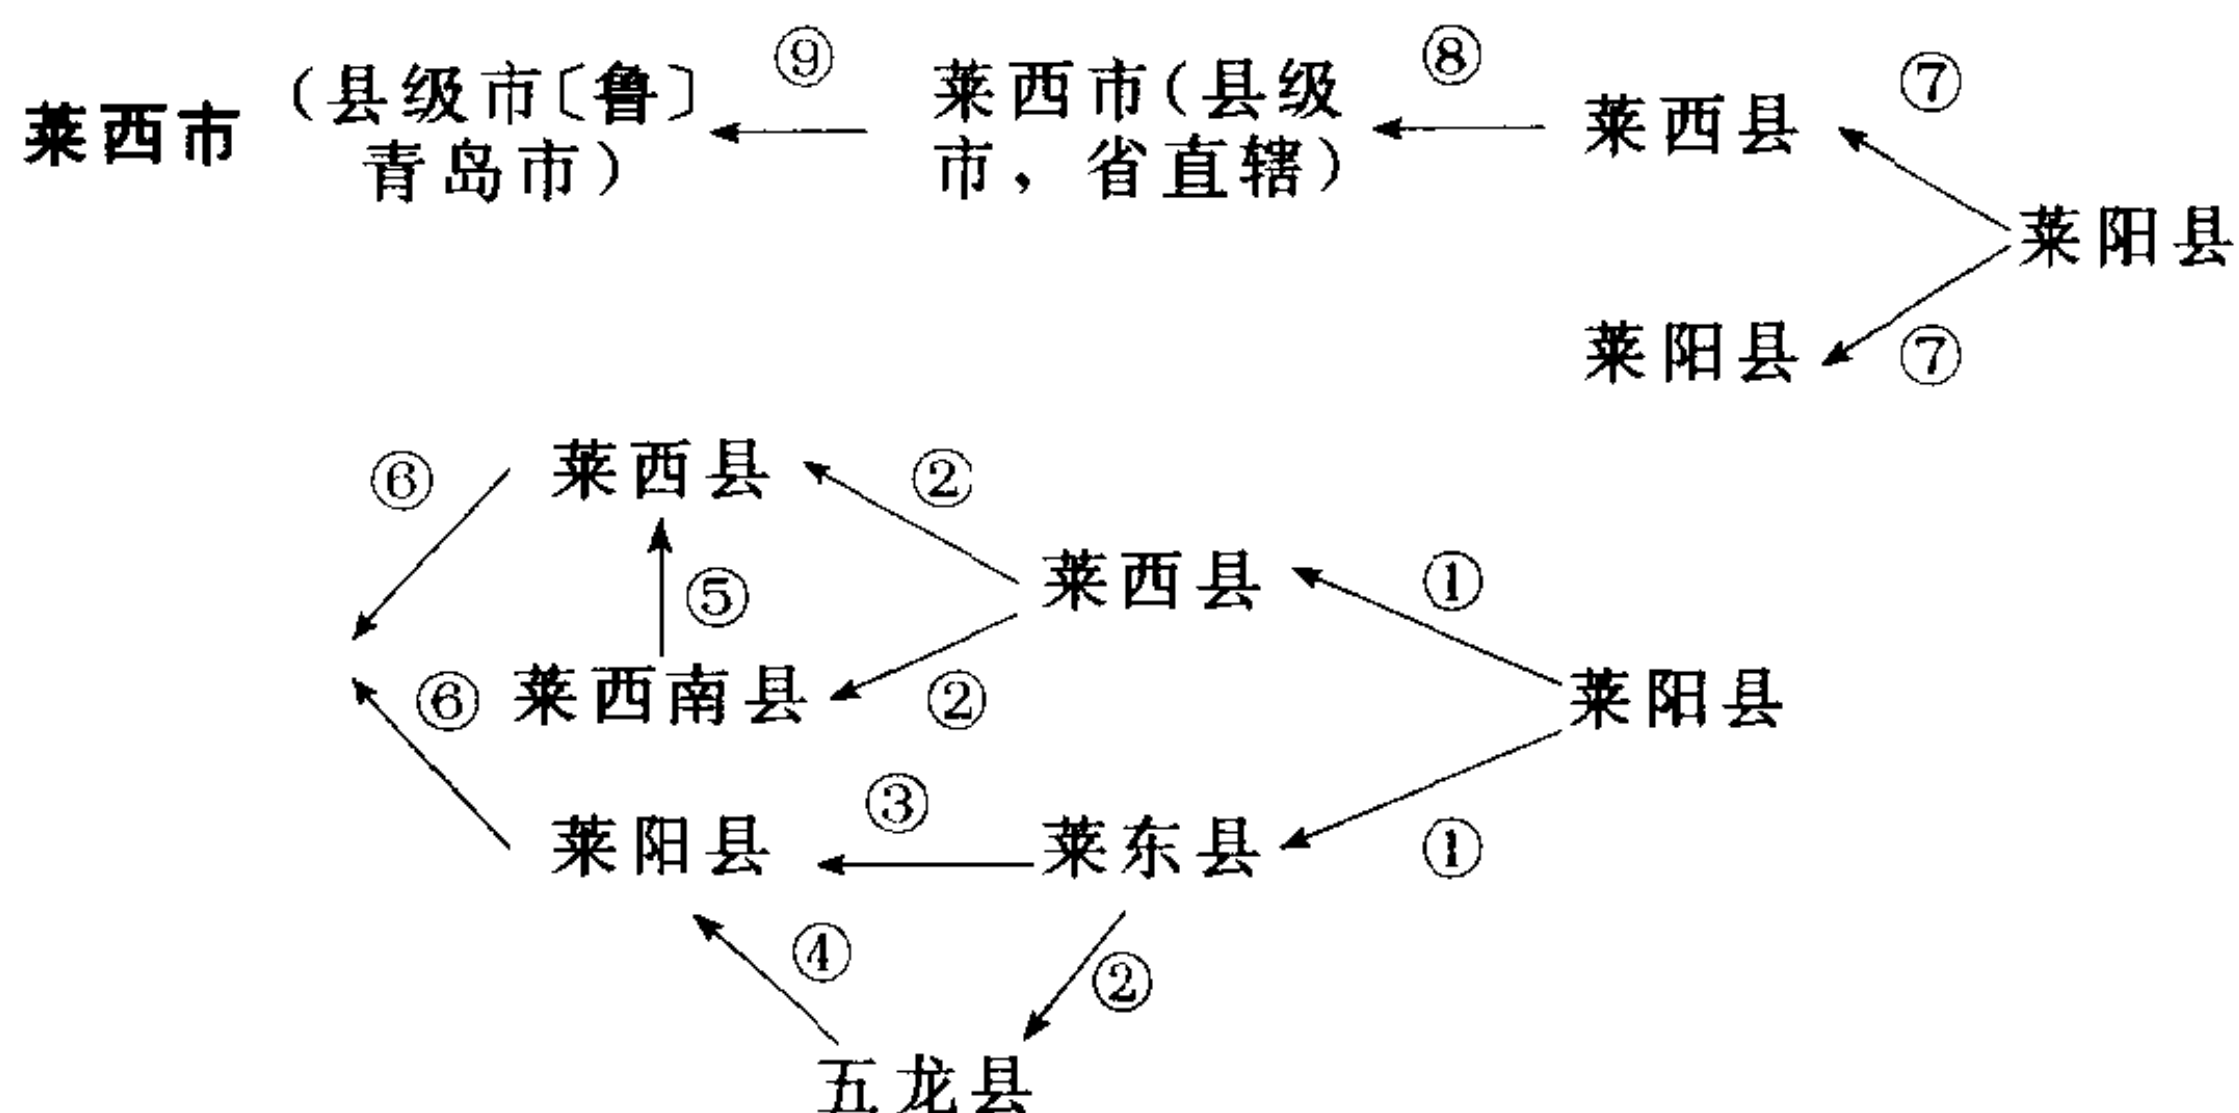 ⑨
⑧
⑦
莱西市
（县级市〔鲁〕
青岛市）
莱西市（县级
市，省直辖）
莱西县
莱阳县
莱阳县
⑦
⑥
莱西县
②
⑤
莱西县
①
⑥
莱西南县
②
莱阳县
③
莱阳县
莱东县
①
④
②
五龙县